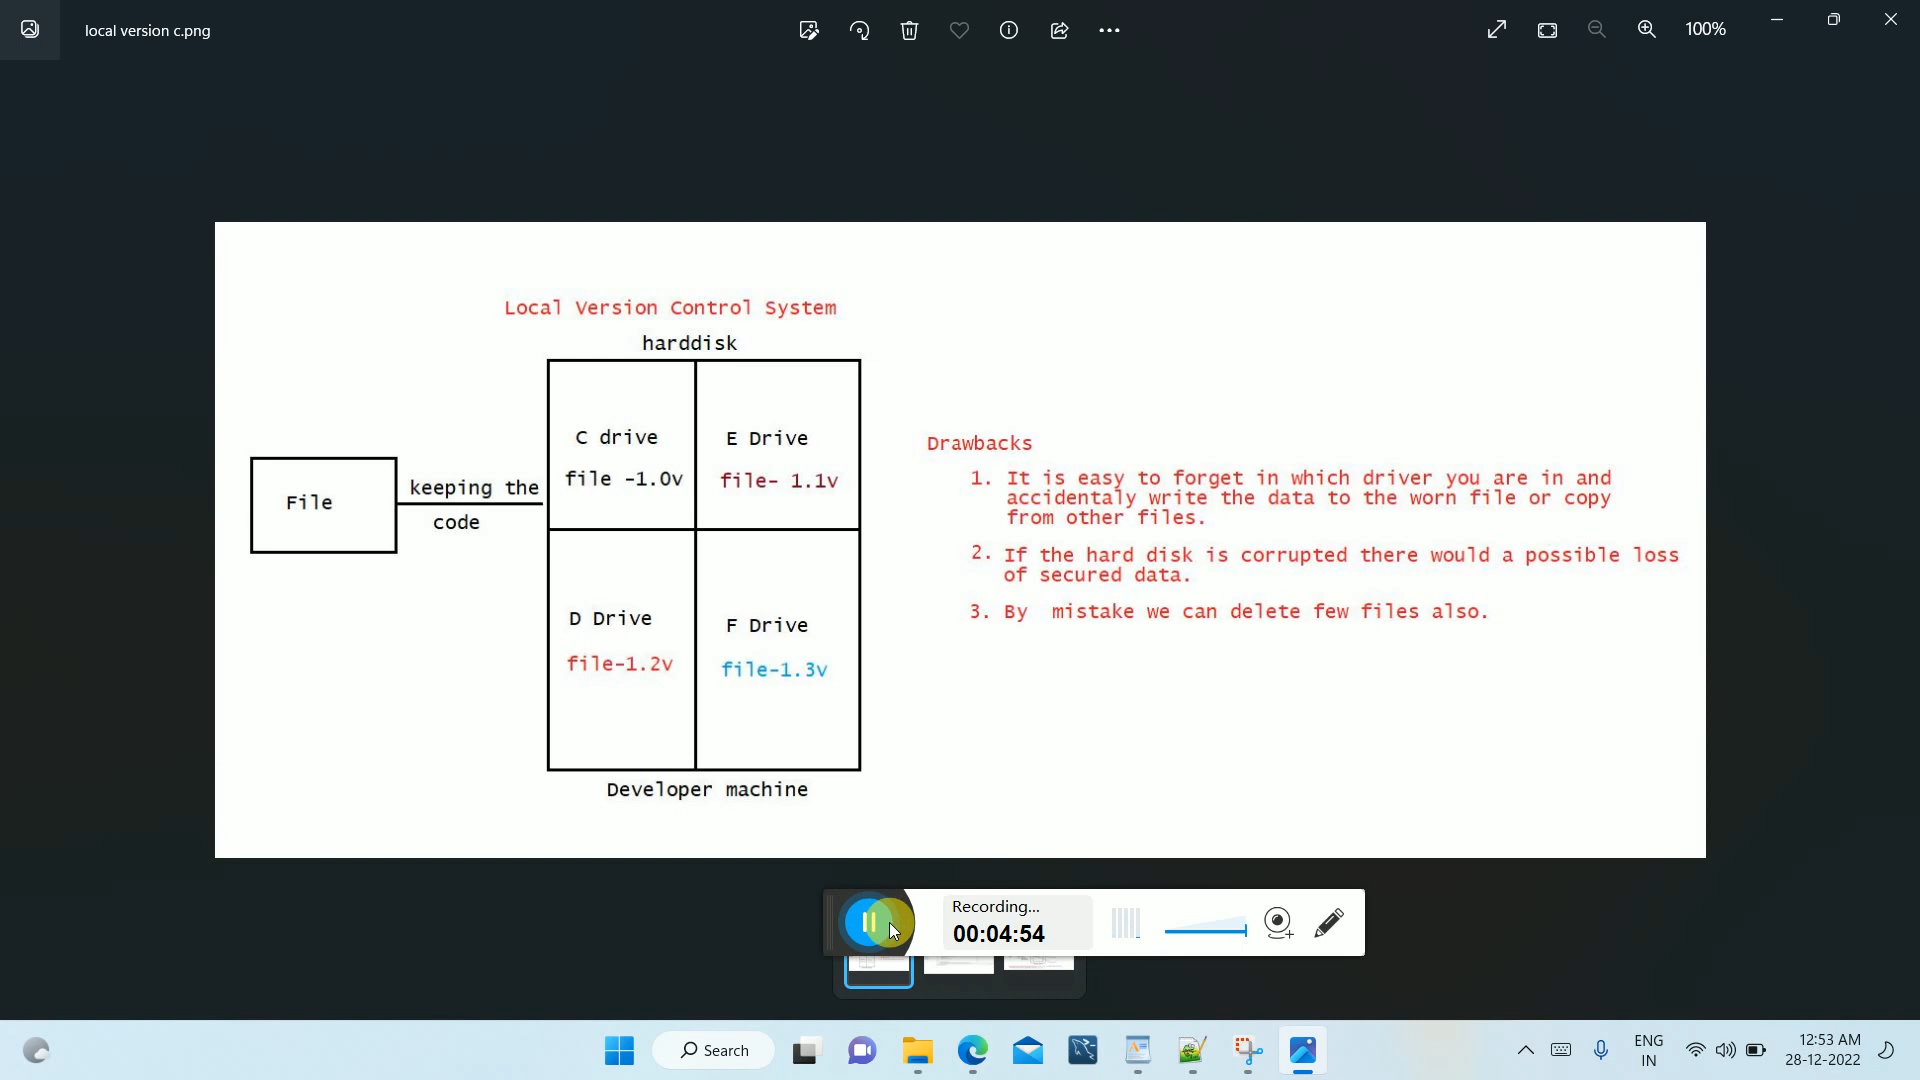 local version c.png
100%
Local Version Control System
harddisk
C drive
file -1.0v
E Drive
file- 1.1v
File
keeping the
code
D Drive
file-1.2v
F Drive
file-1.3v
Developer machine
Drawbacks
1. It is easy to forget in which driver you are in and
accidentaly write the data to the worn file or copy
from other files.
2. If the hard disk is corrupted there would a possible loss
of secured data.
3. By mistake we can delete few files also.
Recording...
00:04:54
Search
ENG
IN
12:53 AM
28-12-2022